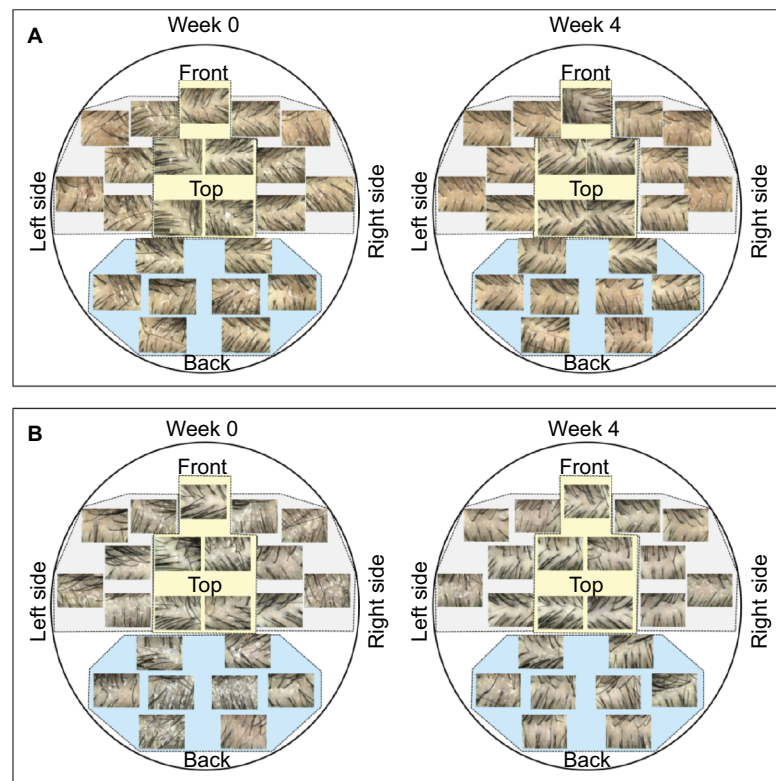 A
Week 0
Week 4
Front
Front
Left side
Top
Right side
Left side
Top
Right side
Back
Back
B
Week 0
Week 4
Front
Front
Left side
Top
Right side
Left side
Top
Right side
Back
Back